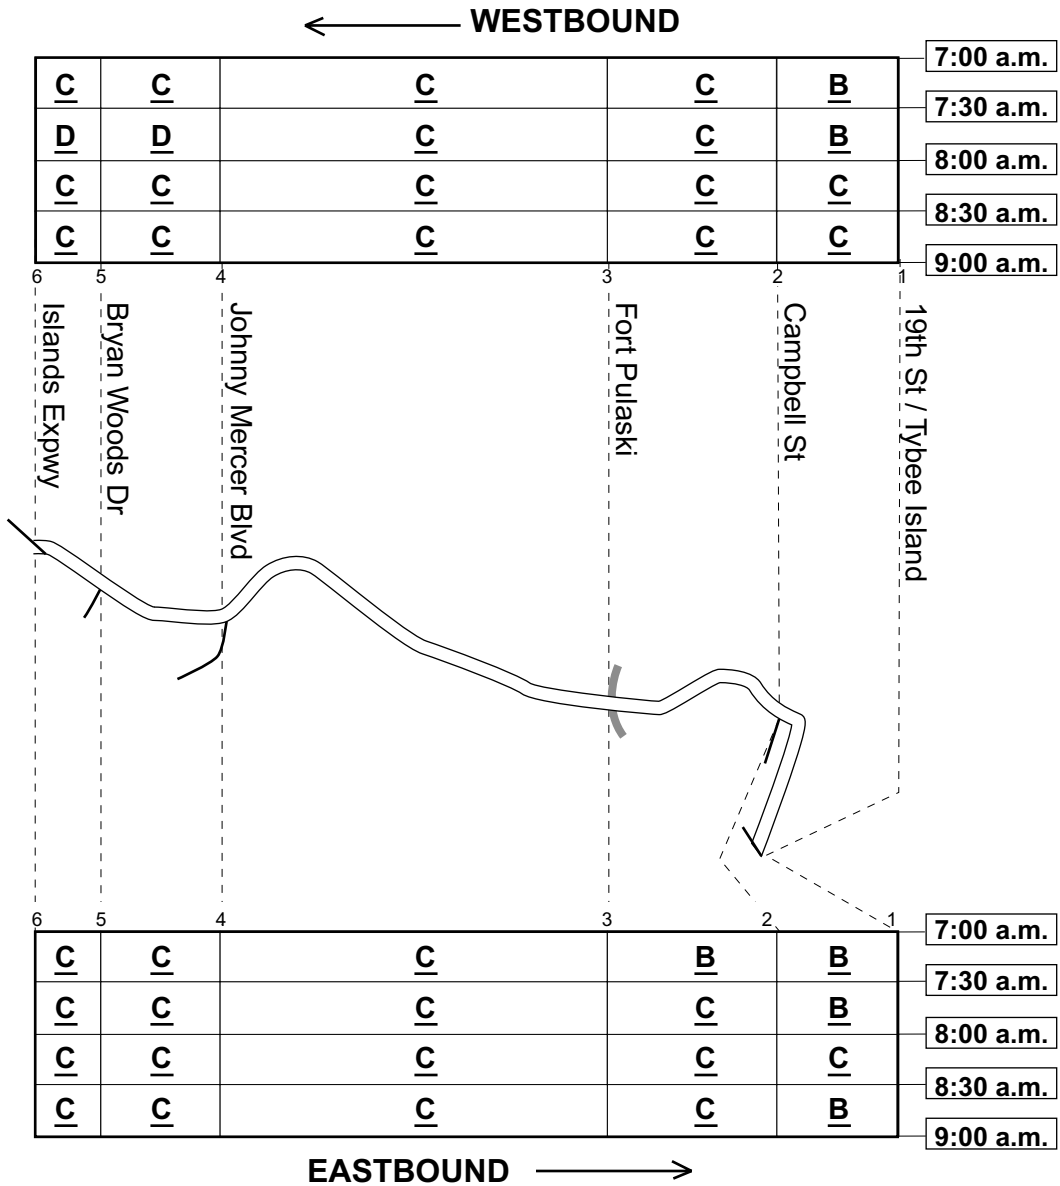 WESTBOUND
7:00 a.m.
C C C C B
7:30 a.m.
D D C C B
8:00 a.m.
C C C C C
8:30 a.m.
C C C C C
9:00 a.m.
6 5 4 3 2 1
Islands Expwy
Bryan Woods Dr
Johnny Mercer Blvd
Fort Pulaski
Campbell St
19th St / Tybee Island
6 5 4 3 2 1
7:00 a.m.
C C C B B
7:30 a.m.
C C C C B
8:00 a.m.
C C C C C
8:30 a.m.
C C C C B
9:00 a.m.
EASTBOUND